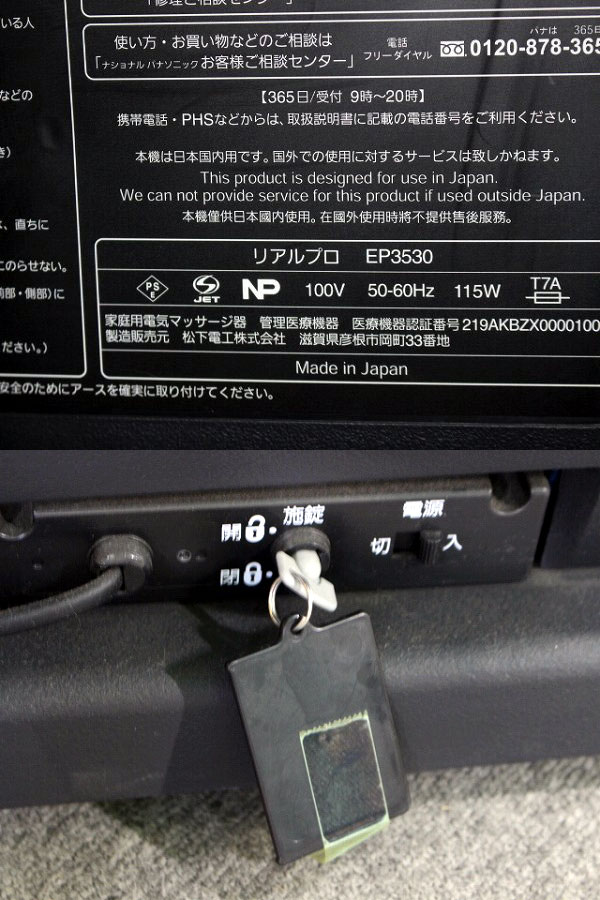 「修理ご相談センター」
ている人
などの
き)
は、直ちに
このらせない。
前部・側部)に
ださい。)
安全のためにアースを確実に取り付けてください。
使い方・お買い物などのご相談は
「ナショナル パナソニック お客様ご相談センター」
電話
フリーダイヤル
パナは 365日
0120-878-365
【365日/受付 9時～20時】
携帯電話・PHSなどからは、取扱説明書に記載の電話番号をご利用ください。
本機は日本国内用です。国外での使用に対するサービスは致しかねます。
This product is designed for use in Japan.
We can not provide service for this product if used outside Japan.
本機僅供日本國内使用。在國外使用時將不提供售後服務。
リアルプロ EP3530
PS E JET NP 100V 50-60Hz 115W T7A
家庭用電気マッサージ器 管理医療機器 医療機器認証番号 219AKBZX0000100
製造販売元 松下電工株式会社 滋賀県彦根市岡町33番地
Made in Japan
施錠
開
閉
電源
切 入